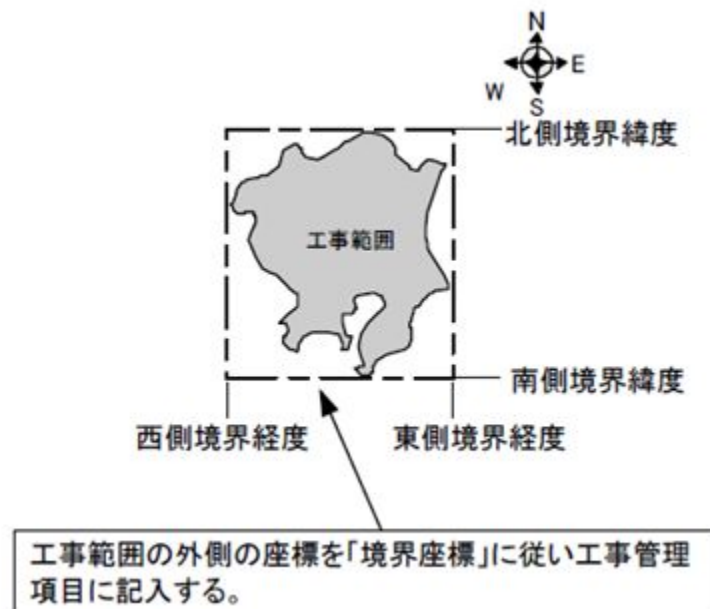 N
W
E
S
北側境界緯度
工事範囲
南側境界緯度
西側境界経度
東側境界経度
工事範囲の外側の座標を「境界座標」に従い工事管理
項目に記入する。